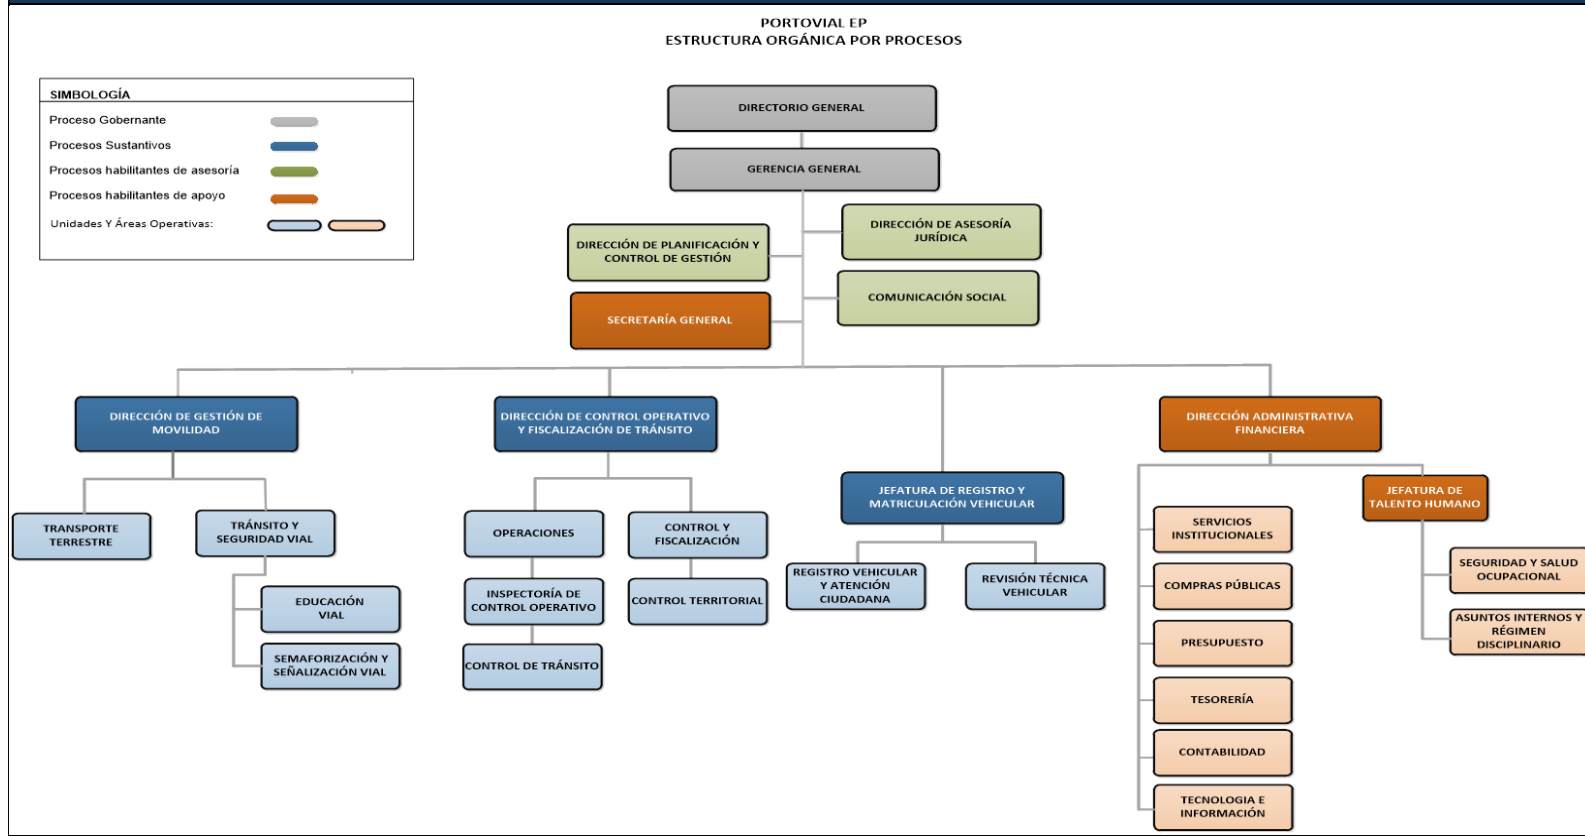 PORTOVIAL EP
ESTRUCTURA ORGÁNICA POR PROCESOS
SIMBOLOGÍA
Proceso Gobernante
Procesos Sustantivos
Procesos habilitantes de asesoría
Procesos habilitantes de apoyo
Unidades Y Áreas Operativas:
DIRECTORIO GENERAL
GERENCIA GENERAL
DIRECCIÓN DE PLANIFICACIÓN Y
CONTROL DE GESTIÓN
DIRECCIÓN DE ASESORÍA
JURÍDICA
SECRETARÍA GENERAL
COMUNICACIÓN SOCIAL
DIRECCIÓN DE GESTIÓN DE
MOVILIDAD
TRANSPORTE
TERRESTRE
TRÁNSITO Y
SEGURIDAD VIAL
EDUCACIÓN
VIAL
SEMAFORIZACIÓN Y
SEÑALIZACIÓN VIAL
DIRECCIÓN DE CONTROL OPERATIVO
Y FISCALIZACIÓN DE TRÁNSITO
OPERACIONES
INSPECTORÍA DE
CONTROL OPERATIVO
CONTROL DE TRÁNSITO
CONTROL Y
FISCALIZACIÓN
CONTROL TERRITORIAL
JEFATURA DE REGISTRO Y
MATRICULACIÓN VEHICULAR
REGISTRO VEHICULAR
Y ATENCIÓN
CIUDADANA
REVISIÓN TÉCNICA
VEHICULAR
DIRECCIÓN ADMINISTRATIVA
FINANCIERA
SERVICIOS
INSTITUCIONALES
COMPRAS PÚBLICAS
PRESUPUESTO
TESORERÍA
CONTABILIDAD
TECNOLOGIA E
INFORMACIÓN
JEFATURA DE
TALENTO HUMANO
SEGURIDAD Y SALUD
OCUPACIONAL
ASUNTOS INTERNOS Y
RÉGIMEN
DISCIPLINARIO